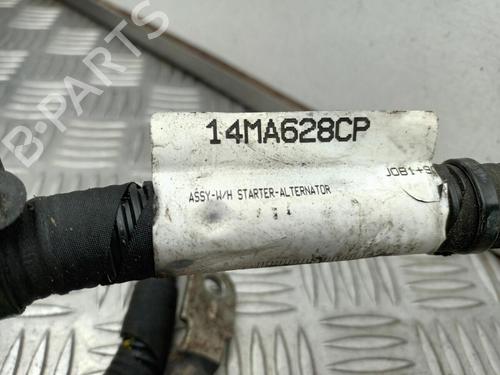 B-Parts
14MA628CP
ASSY-W/H STARTER-ALTERNATOR